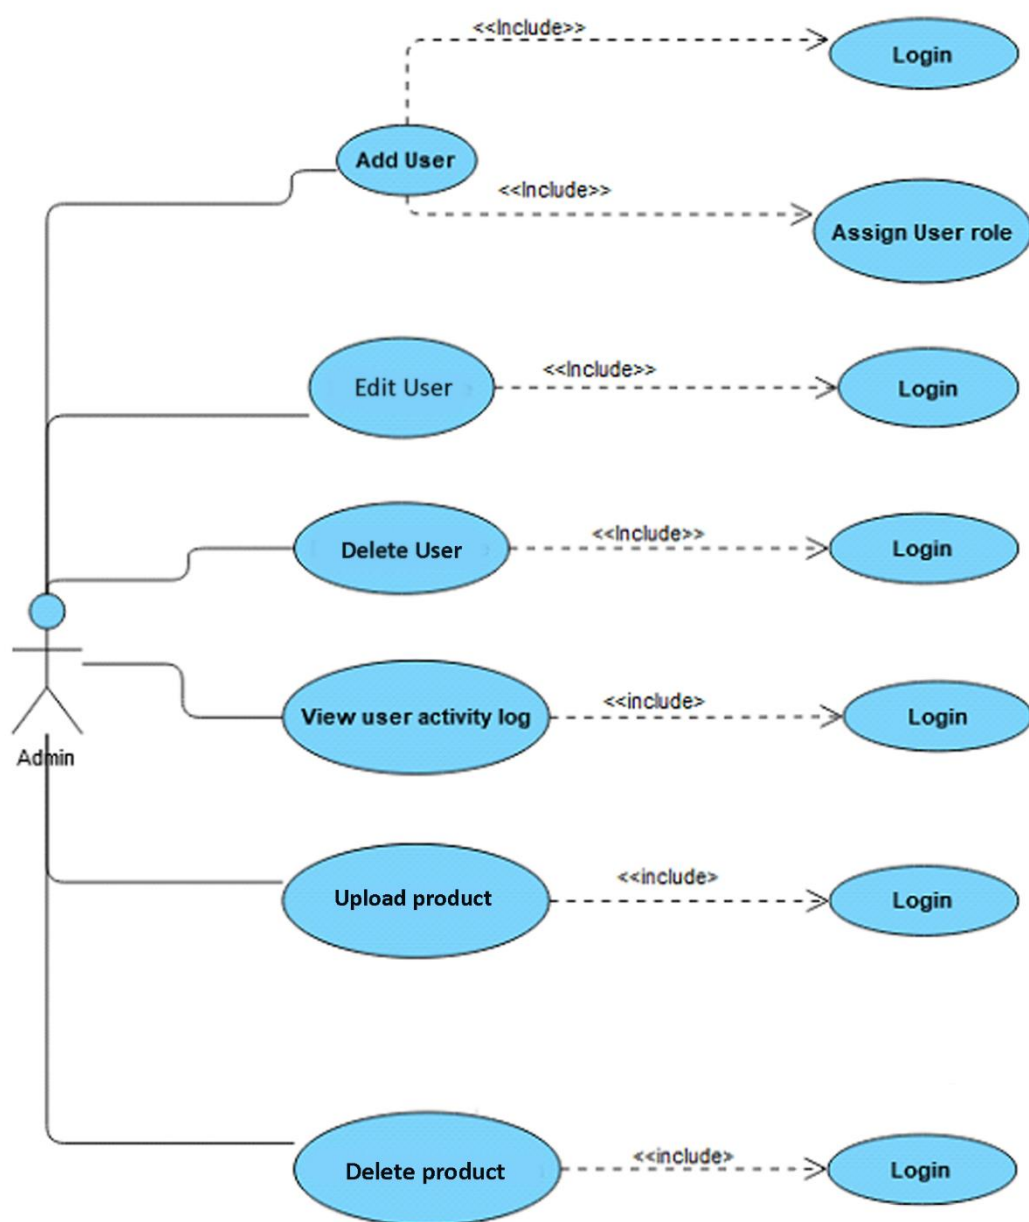 <<Include>>
Login
Add User
<<Include>>
Assign User role
Edit User
<<Include>>
Login
Delete User
<<Include>>
Login
Admin
View user activity log
<<include>
Login
Upload product
<<include>
Login
Delete product
<<include>
Login